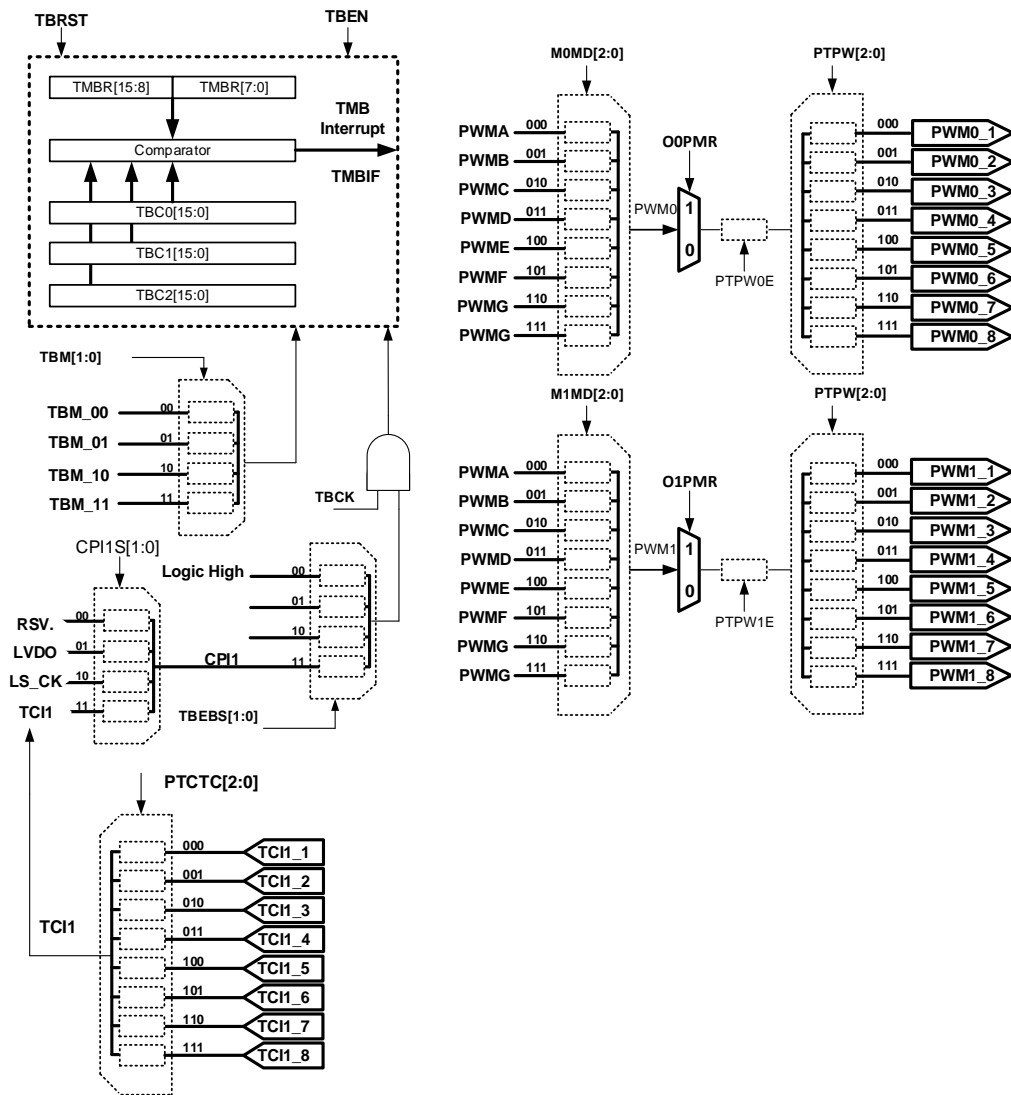 TBRST
TBEN
TMBR[15:8]
TMBR[7:0]
TMB
Interrupt
Comparator
TMBIF
TBC0[15:0]
TBC1[15:0]
TBC2[15:0]
TBM[1:0]
TBM_00
00
TBM_01
01
TBM_10
10
TBM_11
11
TBCK
CPI1S[1:0]
RSV.
00
LVDO
01
LS_CK
10
TCI1
11
Logic High
00
01
10
CPI1
11
TBEBS[1:0]
PTCTC[2:0]
TCI1
000
TCI1_1
001
TCI1_2
010
TCI1_3
011
TCI1_4
100
TCI1_5
101
TCI1_6
110
TCI1_7
111
TCI1_8
M0MD[2:0]
PWMA
000
PWMB
001
PWMC
010
PWMD
011
PWME
100
PWMF
101
PWMG
110
PWMG
111
O0PMR
PWM0
1
0
PTPW0E
PTPW[2:0]
000
PWM0_1
001
PWM0_2
010
PWM0_3
011
PWM0_4
100
PWM0_5
101
PWM0_6
110
PWM0_7
111
PWM0_8
M1MD[2:0]
PWMA
000
PWMB
001
PWMC
010
PWMD
011
PWME
100
PWMF
101
PWMG
110
PWMG
111
O1PMR
PWM1
1
0
PTPW1E
PTPW[2:0]
000
PWM1_1
001
PWM1_2
010
PWM1_3
011
PWM1_4
100
PWM1_5
101
PWM1_6
110
PWM1_7
111
PWM1_8